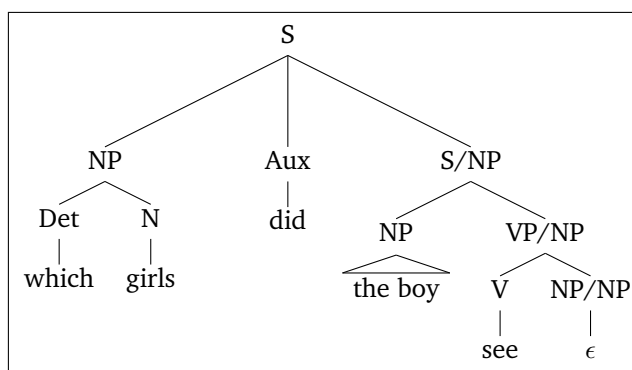 S
NP Aux S/NP
Det N did NP VP/NP
which girls the boy V NP/NP
see ϵ